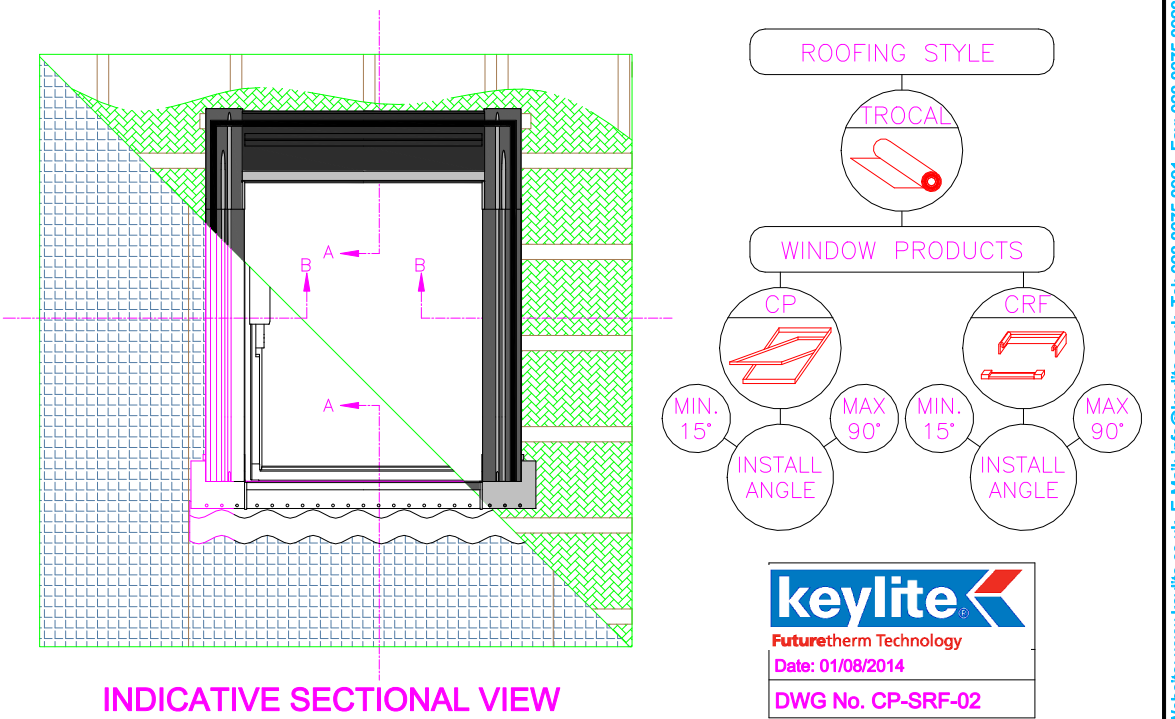 ROOFING STYLE
TROCAL
WINDOW PRODUCTS
CP
CRF
MIN.
15°
MAX
90°
MIN.
15°
MAX
90°
INSTALL
ANGLE
INSTALL
ANGLE
A
B
B
A
keylite®
Futuretherm Technology
Date: 01/08/2014
DWG No. CP-SRF-02
INDICATIVE SECTIONAL VIEW